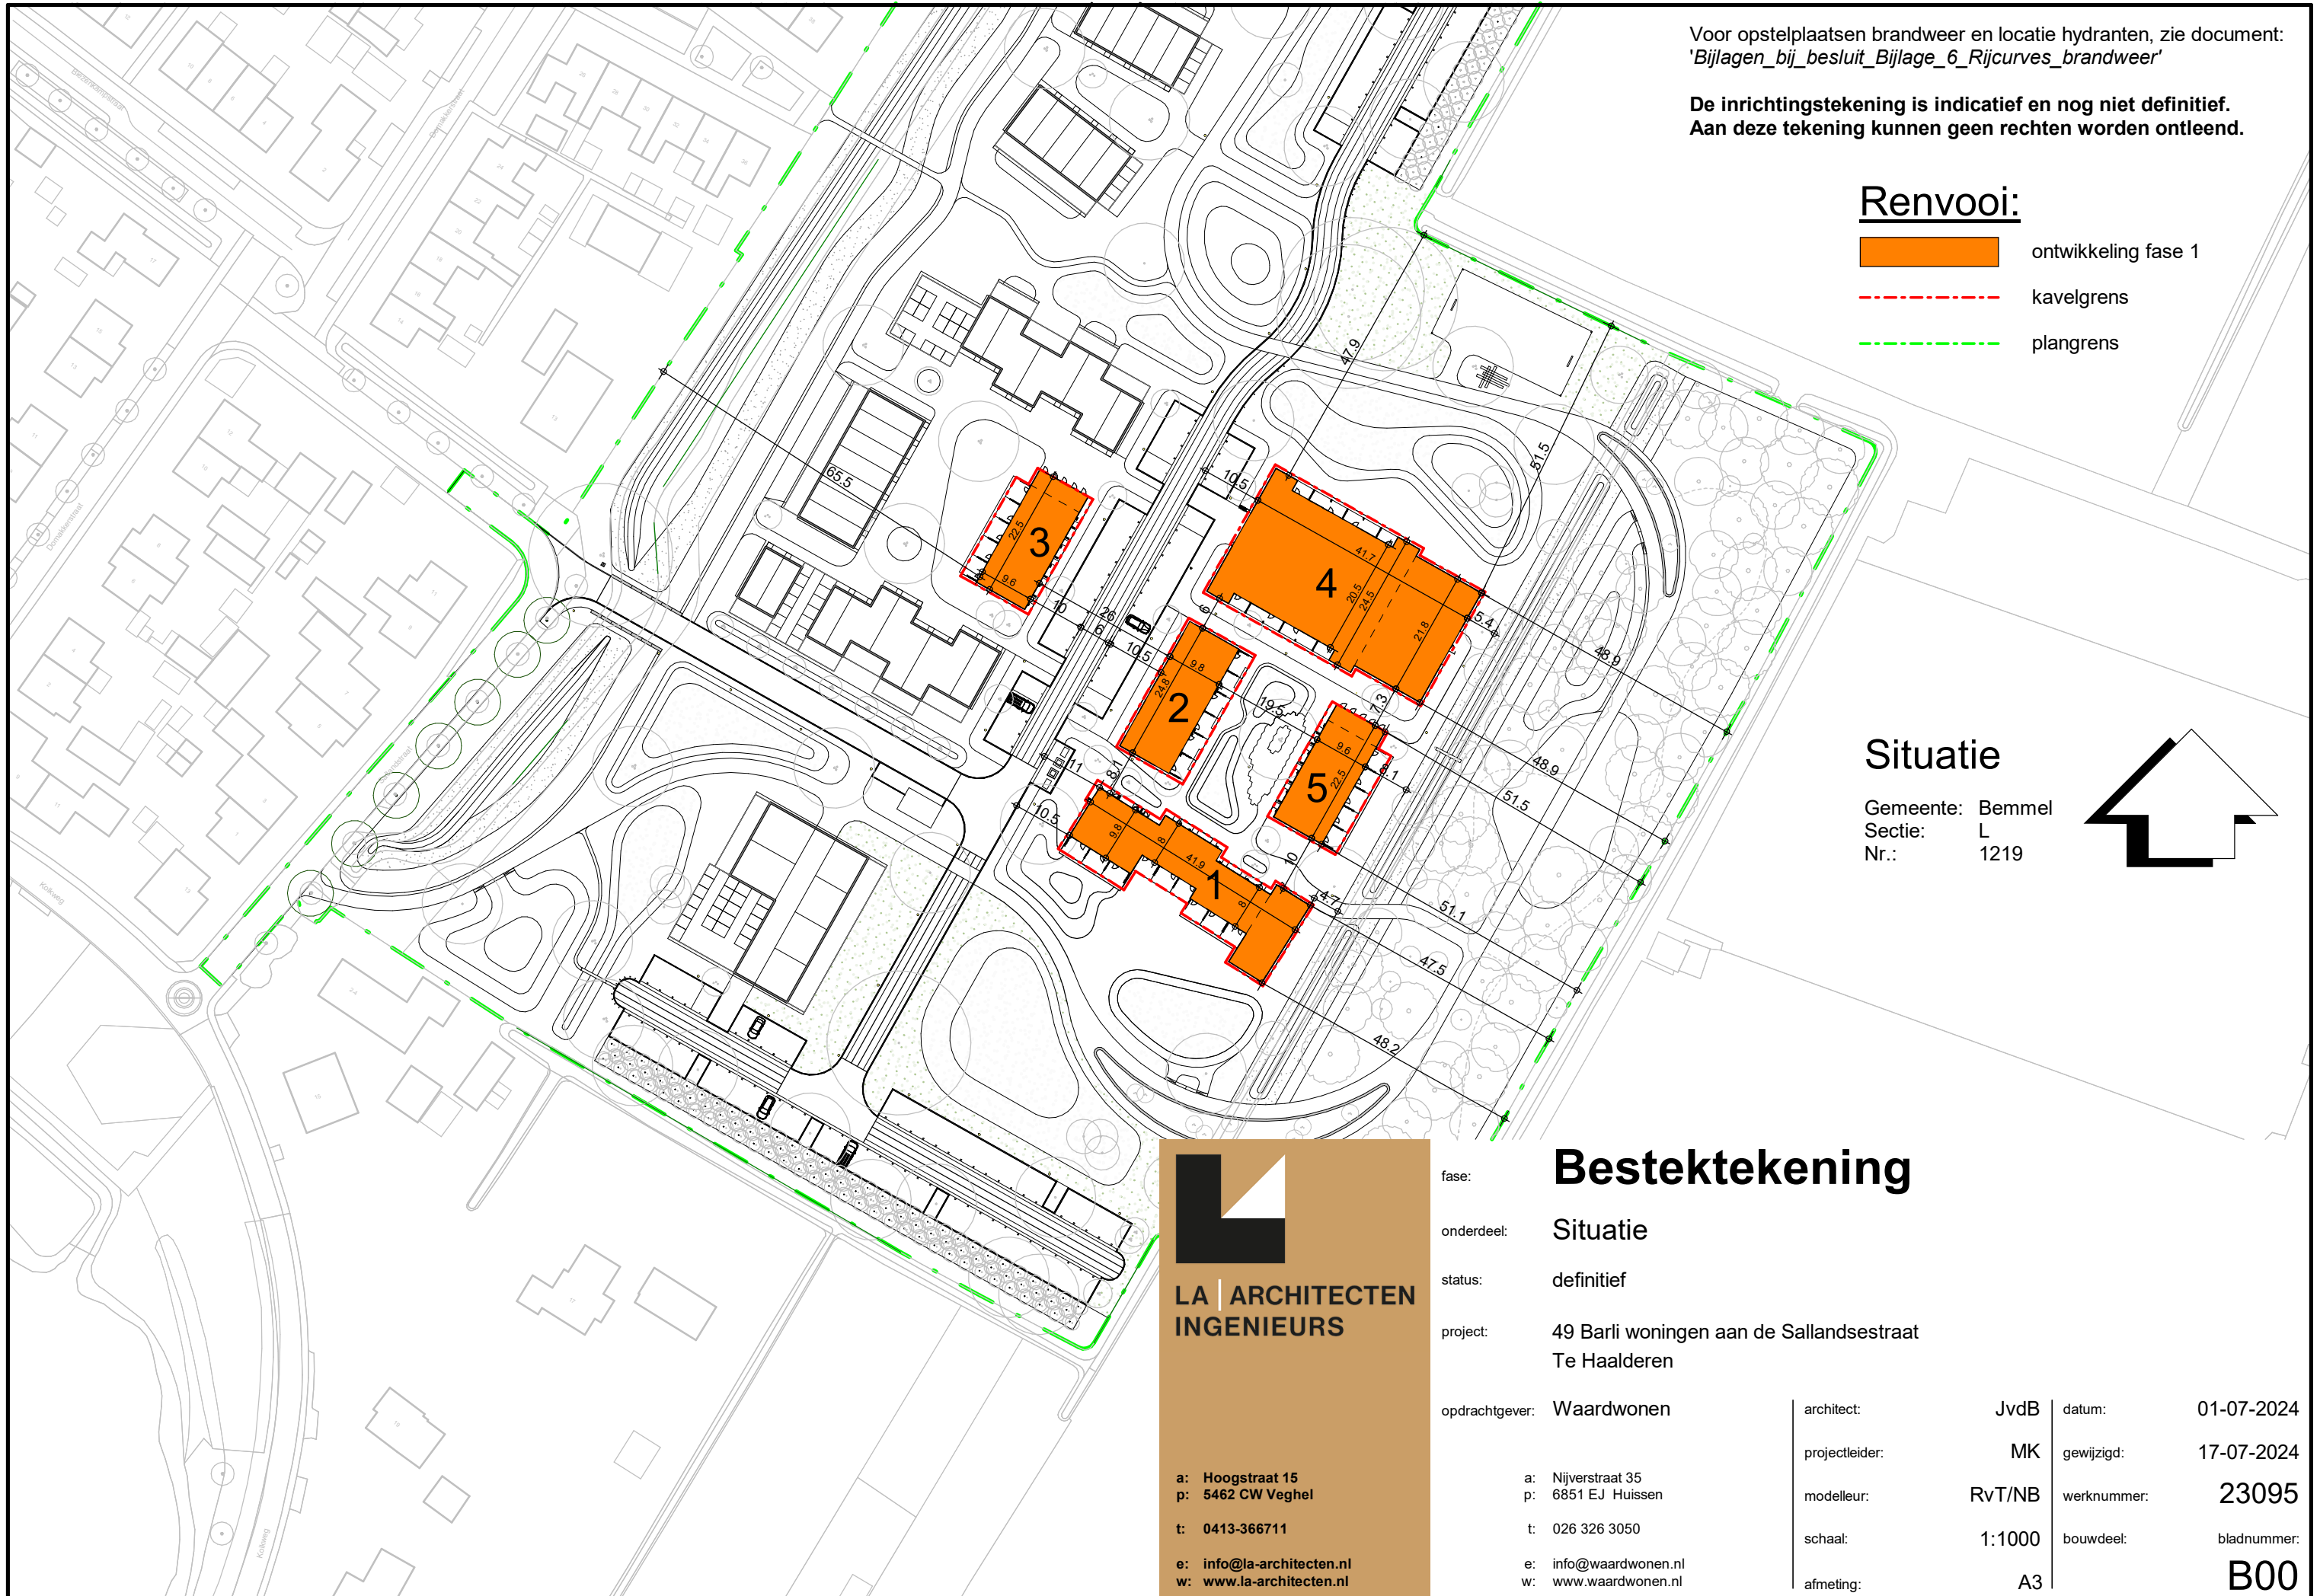 Voor opstelplaatsen brandweer en locatie hydranten, zie document:
'Bijlagen_bij_besluit_Bijlage_6_Rijcurves_brandweer'
De inrichtingstekening is indicatief en nog niet definitief.
Aan deze tekening kunnen geen rechten worden ontleend.
Renvooi:
ontwikkeling fase 1
kavelgrens
plangrens
47.9
51.5
65.5
10.5
22.5
3
9.6
41.7
4
20.5
24.5
21.8
5.4
48.9
10
26
6
6
10.5
9.8
24.8
2
19.5
7.3
9.6
5
22.5
8.1
48.9
51.5
11
8.1
10.5
9.8
8
41.9
1
8
10
4.7
51.1
47.5
48.2
Kolkweg
Kolkweg
Situatie
Gemeente: Bemmel
Sectie: L
Nr.: 1219
LA ARCHITECTEN
INGENIEURS
a: Hoogstraat 15
p: 5462 CW Veghel
t: 0413-366711
e: info@la-architecten.nl
w: www.la-architecten.nl
fase: Bestektekening
onderdeel: Situatie
status: definitief
project: 49 Barli woningen aan de Sallandsestraat
Te Haalderen
opdrachtgever: Waardwonen
a: Nijverstraat 35
p: 6851 EJ Huissen
t: 026 326 3050
e: info@waardwonen.nl
w: www.waardwonen.nl
architect: JvdB
projectleider: MK
modelleur: RvT/NB
schaal: 1:1000
afmeting: A3
datum: 01-07-2024
gewijzigd: 17-07-2024
werknummer: 23095
bouwdeel:
bladnummer:
B00